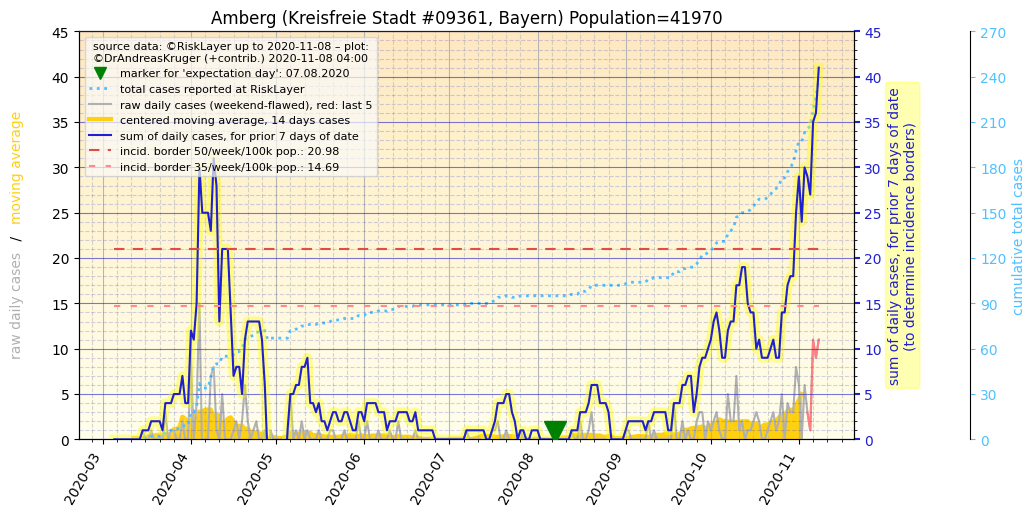 Amberg (Kreisfreie Stadt #09361, Bayern) Population=41970
source data: ©RiskLayer up to 2020-11-08 – plot:
©DrAndreasKruger (+contrib.) 2020-11-08 04:00
marker for 'expectation day': 07.08.2020
total cases reported at RiskLayer
raw daily cases (weekend-flawed), red: last 5
centered moving average, 14 days cases
sum of daily cases, for prior 7 days of date
incid. border 50/week/100k pop.: 20.98
incid. border 35/week/100k pop.: 14.69
raw daily cases / moving average
45
40
35
30
25
20
15
10
5
0
45
40
35
30
25
20
15
10
5
0
sum of daily cases, for prior 7 days of date
(to determine incidence borders)
270
240
210
180
150
120
90
60
30
0
cumulative total cases
2020-03
2020-04
2020-05
2020-06
2020-07
2020-08
2020-09
2020-10
2020-11